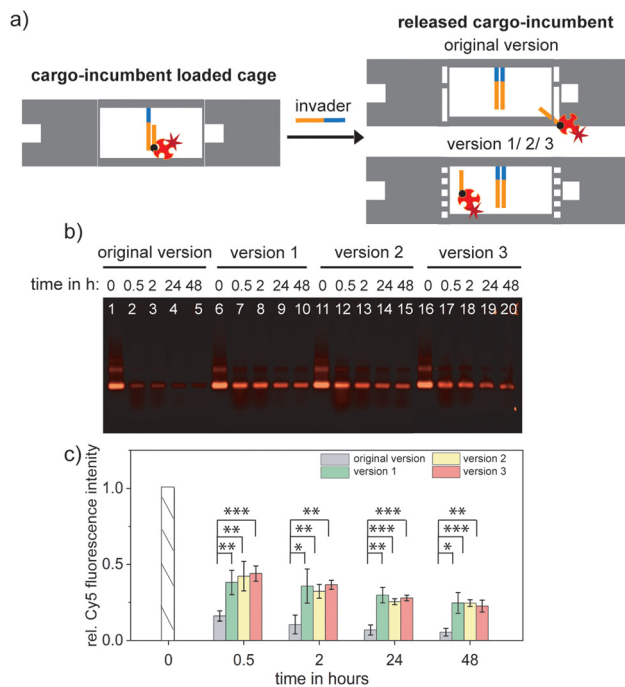 a)
released cargo-incumbent
original version
cargo-incumbent loaded cage
invader
version 1/ 2/ 3
b)
original version version 1 version 2 version 3
time in h: 0 0.5 2 24 48 0 0.5 2 24 48 0 0.5 2 24 48 0 0.5 2 24 48
1 2 3 4 5 6 7 8 9 10 11 12 13 14 15 16 17 18 19 20
c)
original version version 2
version 1 version 3
rel. Cy5 fluorescence intenity
1.0
0.5
0.0
*** ** *** **
** ** *** ***
** * ** *
0 0.5 2 24 48
time in hours